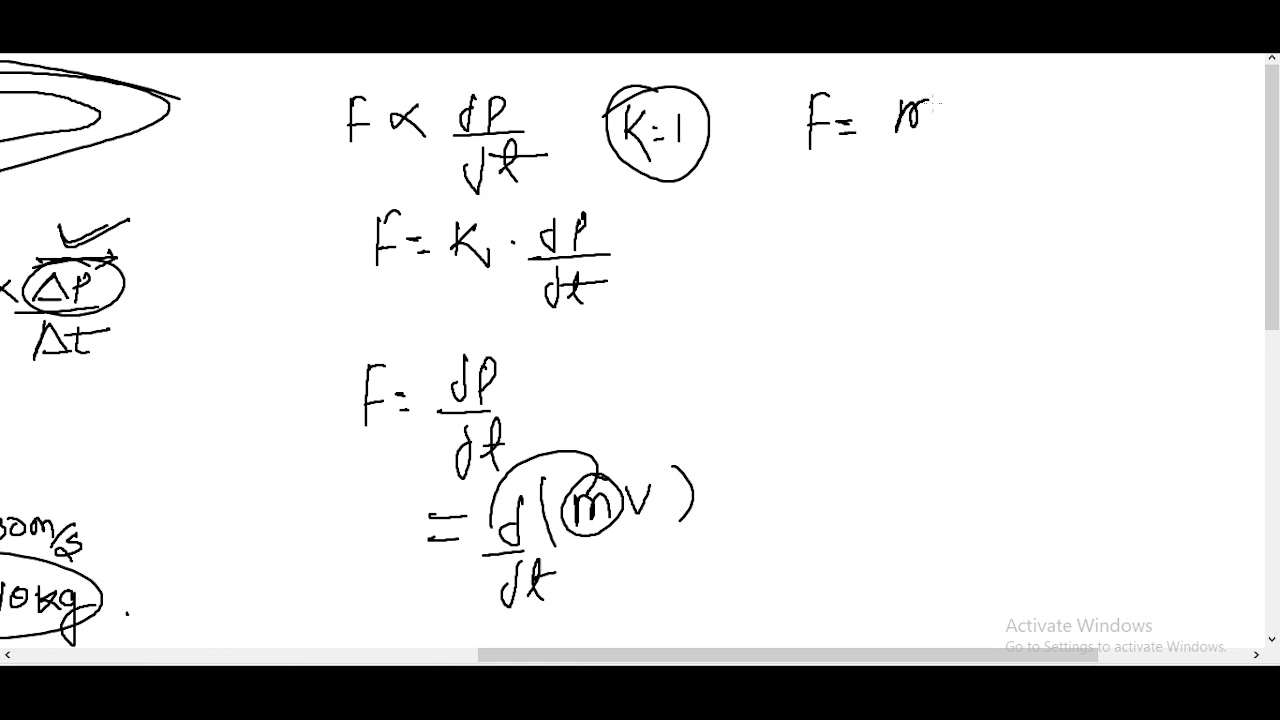 F ∝ dP/dt
K=1
F= m
F= K · dP/dt
∝ ΔP/Δt
F= dP/dt
= d/dt (mv)
30m/s
10kg .
Activate Windows
Go to Settings to activate Windows.